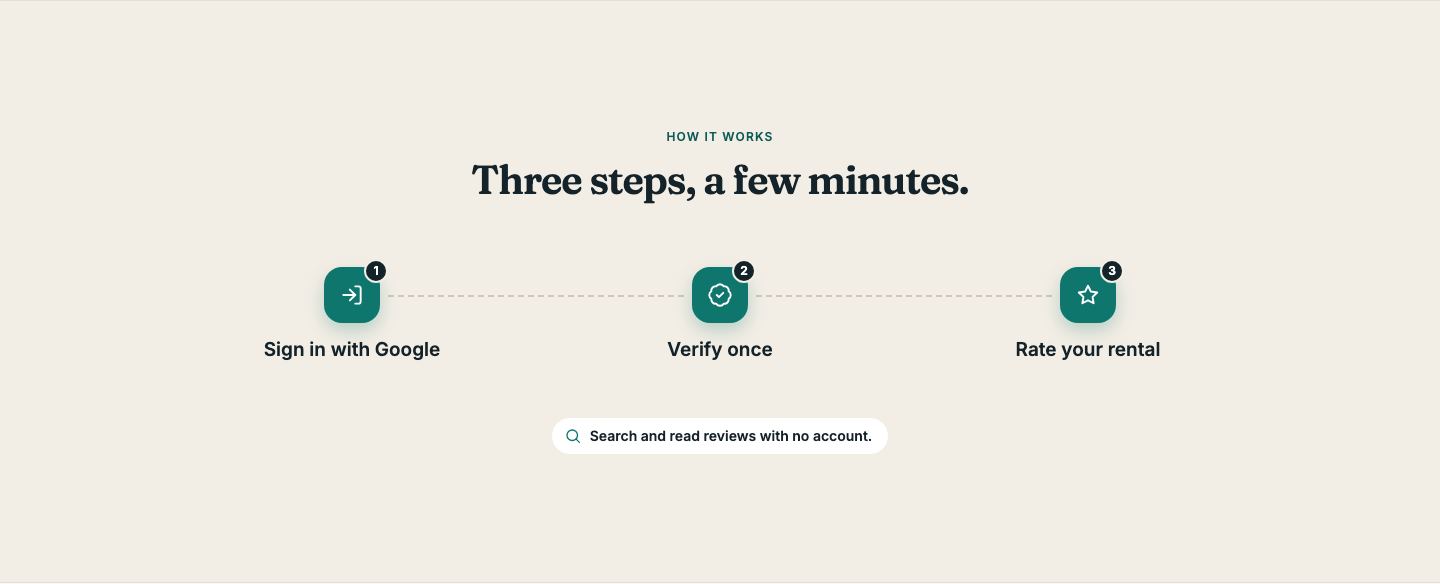 HOW IT WORKS
Three steps, a few minutes.
1
2
3
Sign in with Google
Verify once
Rate your rental
Search and read reviews with no account.